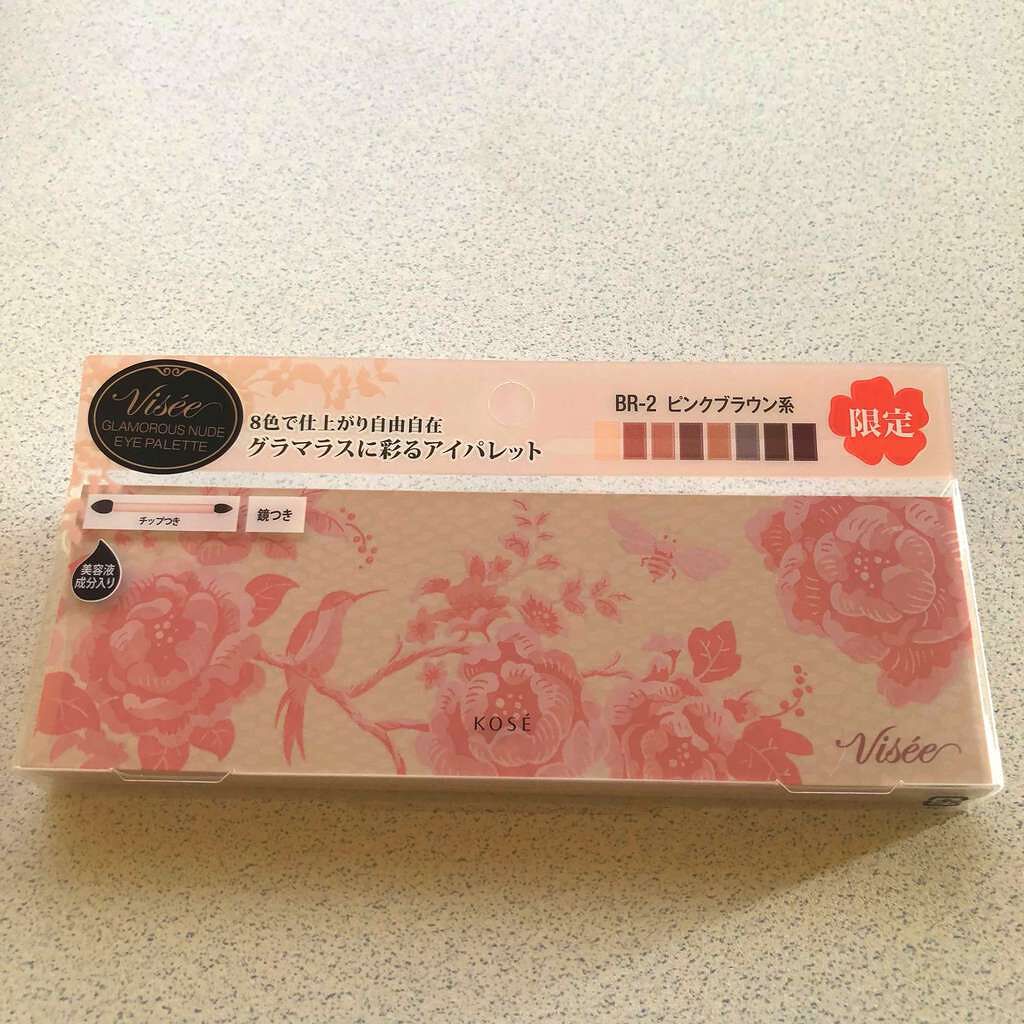 Visée
GLAMOROUS NUDE
EYE PALETTE
8色で仕上がり自由自在
グラマラスに彩るアイパレット
BR-2 ピンクブラウン系
限定
チップつき
鏡つき
美容液
成分入り
KOSÉ
Visée